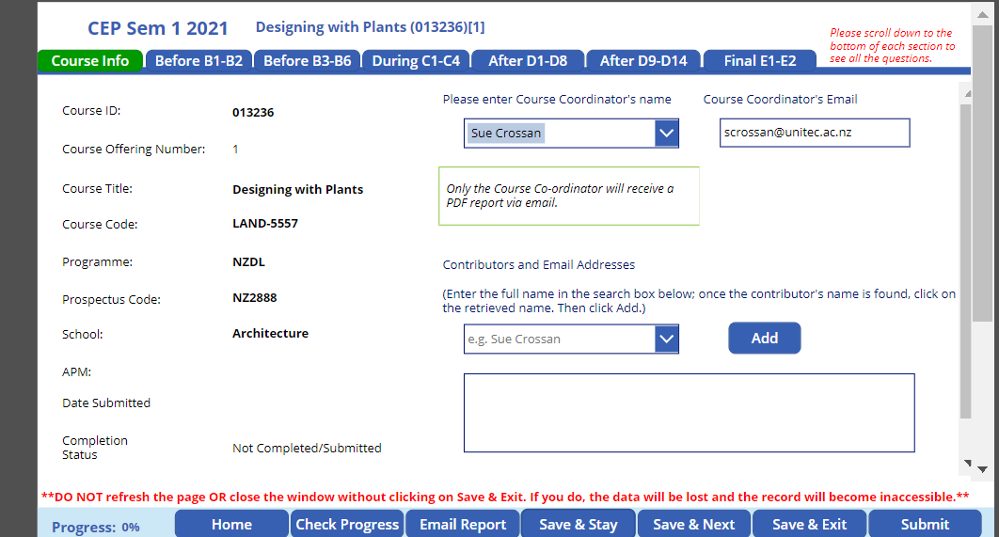 CEP Sem 1 2021
Designing with Plants (013236)[1]
Please scroll down to the
bottom of each section to
see all the questions.
Course Info
Before B1-B2
Before B3-B6
During C1-C4
After D1-D8
After D9-D14
Final E1-E2
Course ID:
013236
Course Offering Number:
1
Course Title:
Designing with Plants
Course Code:
LAND-5557
Programme:
NZDL
Prospectus Code:
NZ2888
School:
Architecture
APM:
Date Submitted
Completion
Status
Not Completed/Submitted
Please enter Course Coordinator's name
Sue Crossan
Course Coordinator's Email
scrossan@unitec.ac.nz
Only the Course Co-ordinator will receive a
PDF report via email.
Contributors and Email Addresses
(Enter the full name in the search box below; once the contributor's name is found, click on
the retrieved name. Then click Add.)
e.g. Sue Crossan
Add
**DO NOT refresh the page OR close the window without clicking on Save & Exit. If you do, the data will be lost and the record will become inaccessible.**
Progress: 0%
Home
Check Progress
Email Report
Save & Stay
Save & Next
Save & Exit
Submit